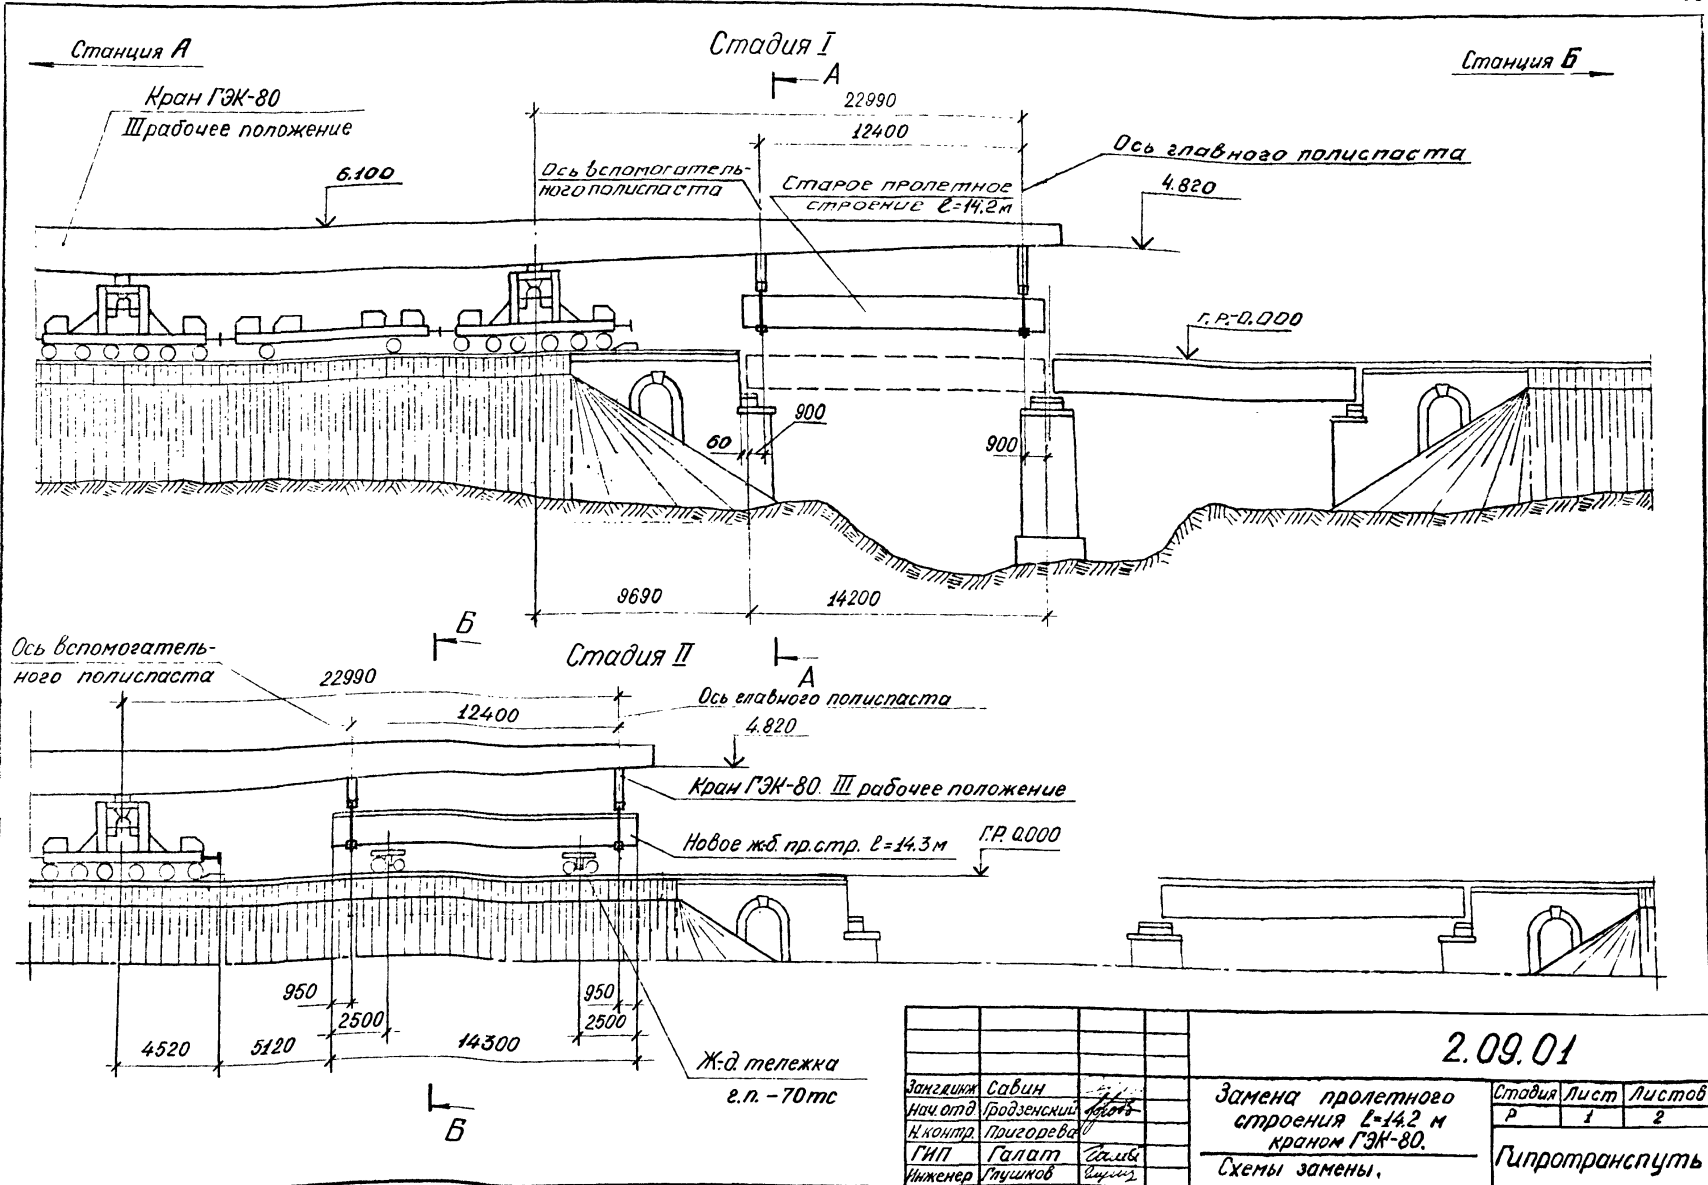 Станция А
Стадия I
Станция Б
А
Кран ГЭК-80
III рабочее положение
22990
12400
Ось главного полиспаста
6.100
Ось вспомогатель-
ного полиспаста
Старое пролетное
строение ℓ=14,2м
4.820
Г.Р.-0.000
60
900
900
9690
14200
Б
Стадия II
А
Ось вспомогатель-
ного полиспаста
22990
12400
Ось главного полиспаста
4.820
Кран ГЭК-80. III рабочее положение
Новое ж.б. пр.стр. ℓ=14.3м
Г.Р. 0.000
950
2500
950
2500
4520
5120
14300
Ж-д. тележка
г.п. - 70тс
Б
2.09.01
Зам.гл.инж Савин
Нач.отд Гродзенский
Н.контр. Пригорева
ГИП Галат
Инженер Глушков
Замена пролетного
строения ℓ=14.2 м
краном ГЭК-80.
Схемы замены.
Стадия Лист Листов
Р 1 2
Гипротранспуть